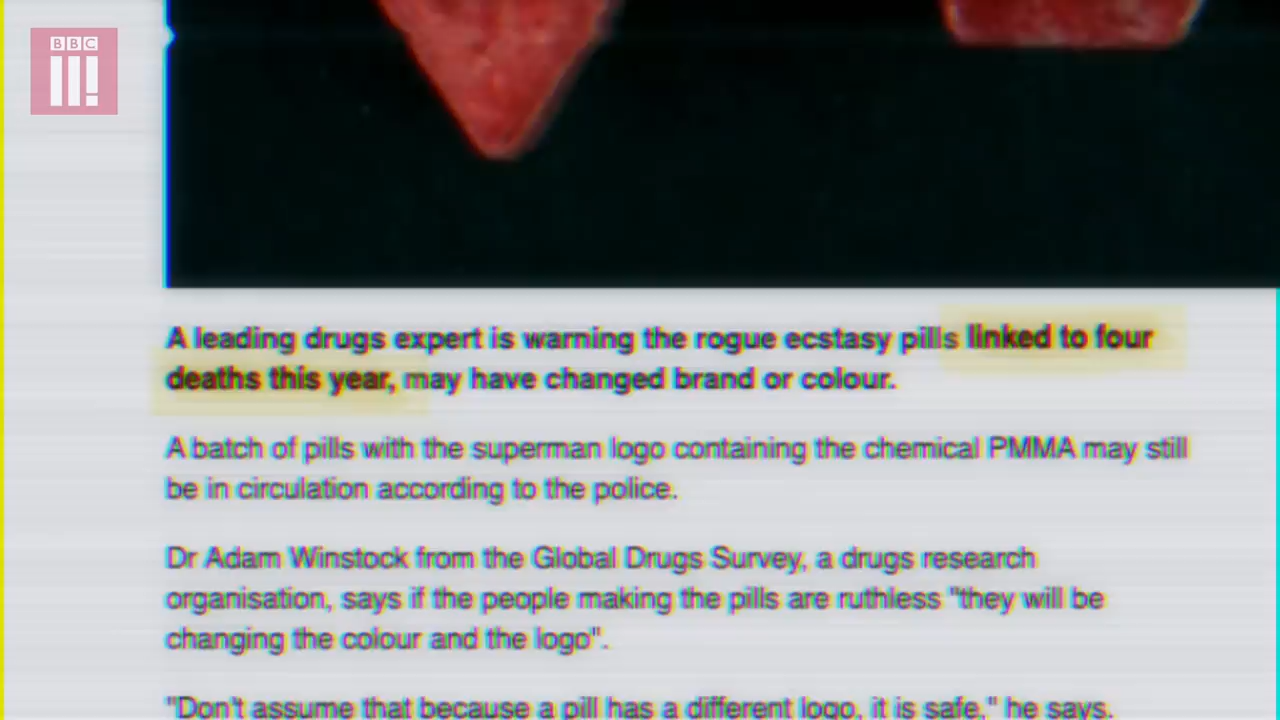 BBC
A leading drugs expert is warning the rogue ecstasy pills linked to four
deaths this year, may have changed brand or colour.
A batch of pills with the superman logo containing the chemical PMMA may still
be in circulation according to the police.
Dr Adam Winstock from the Global Drugs Survey, a drugs research
organisation, says if the people making the pills are ruthless "they will be
changing the colour and the logo".
"Don't assume that because a pill has a different logo, it is safe," he says.